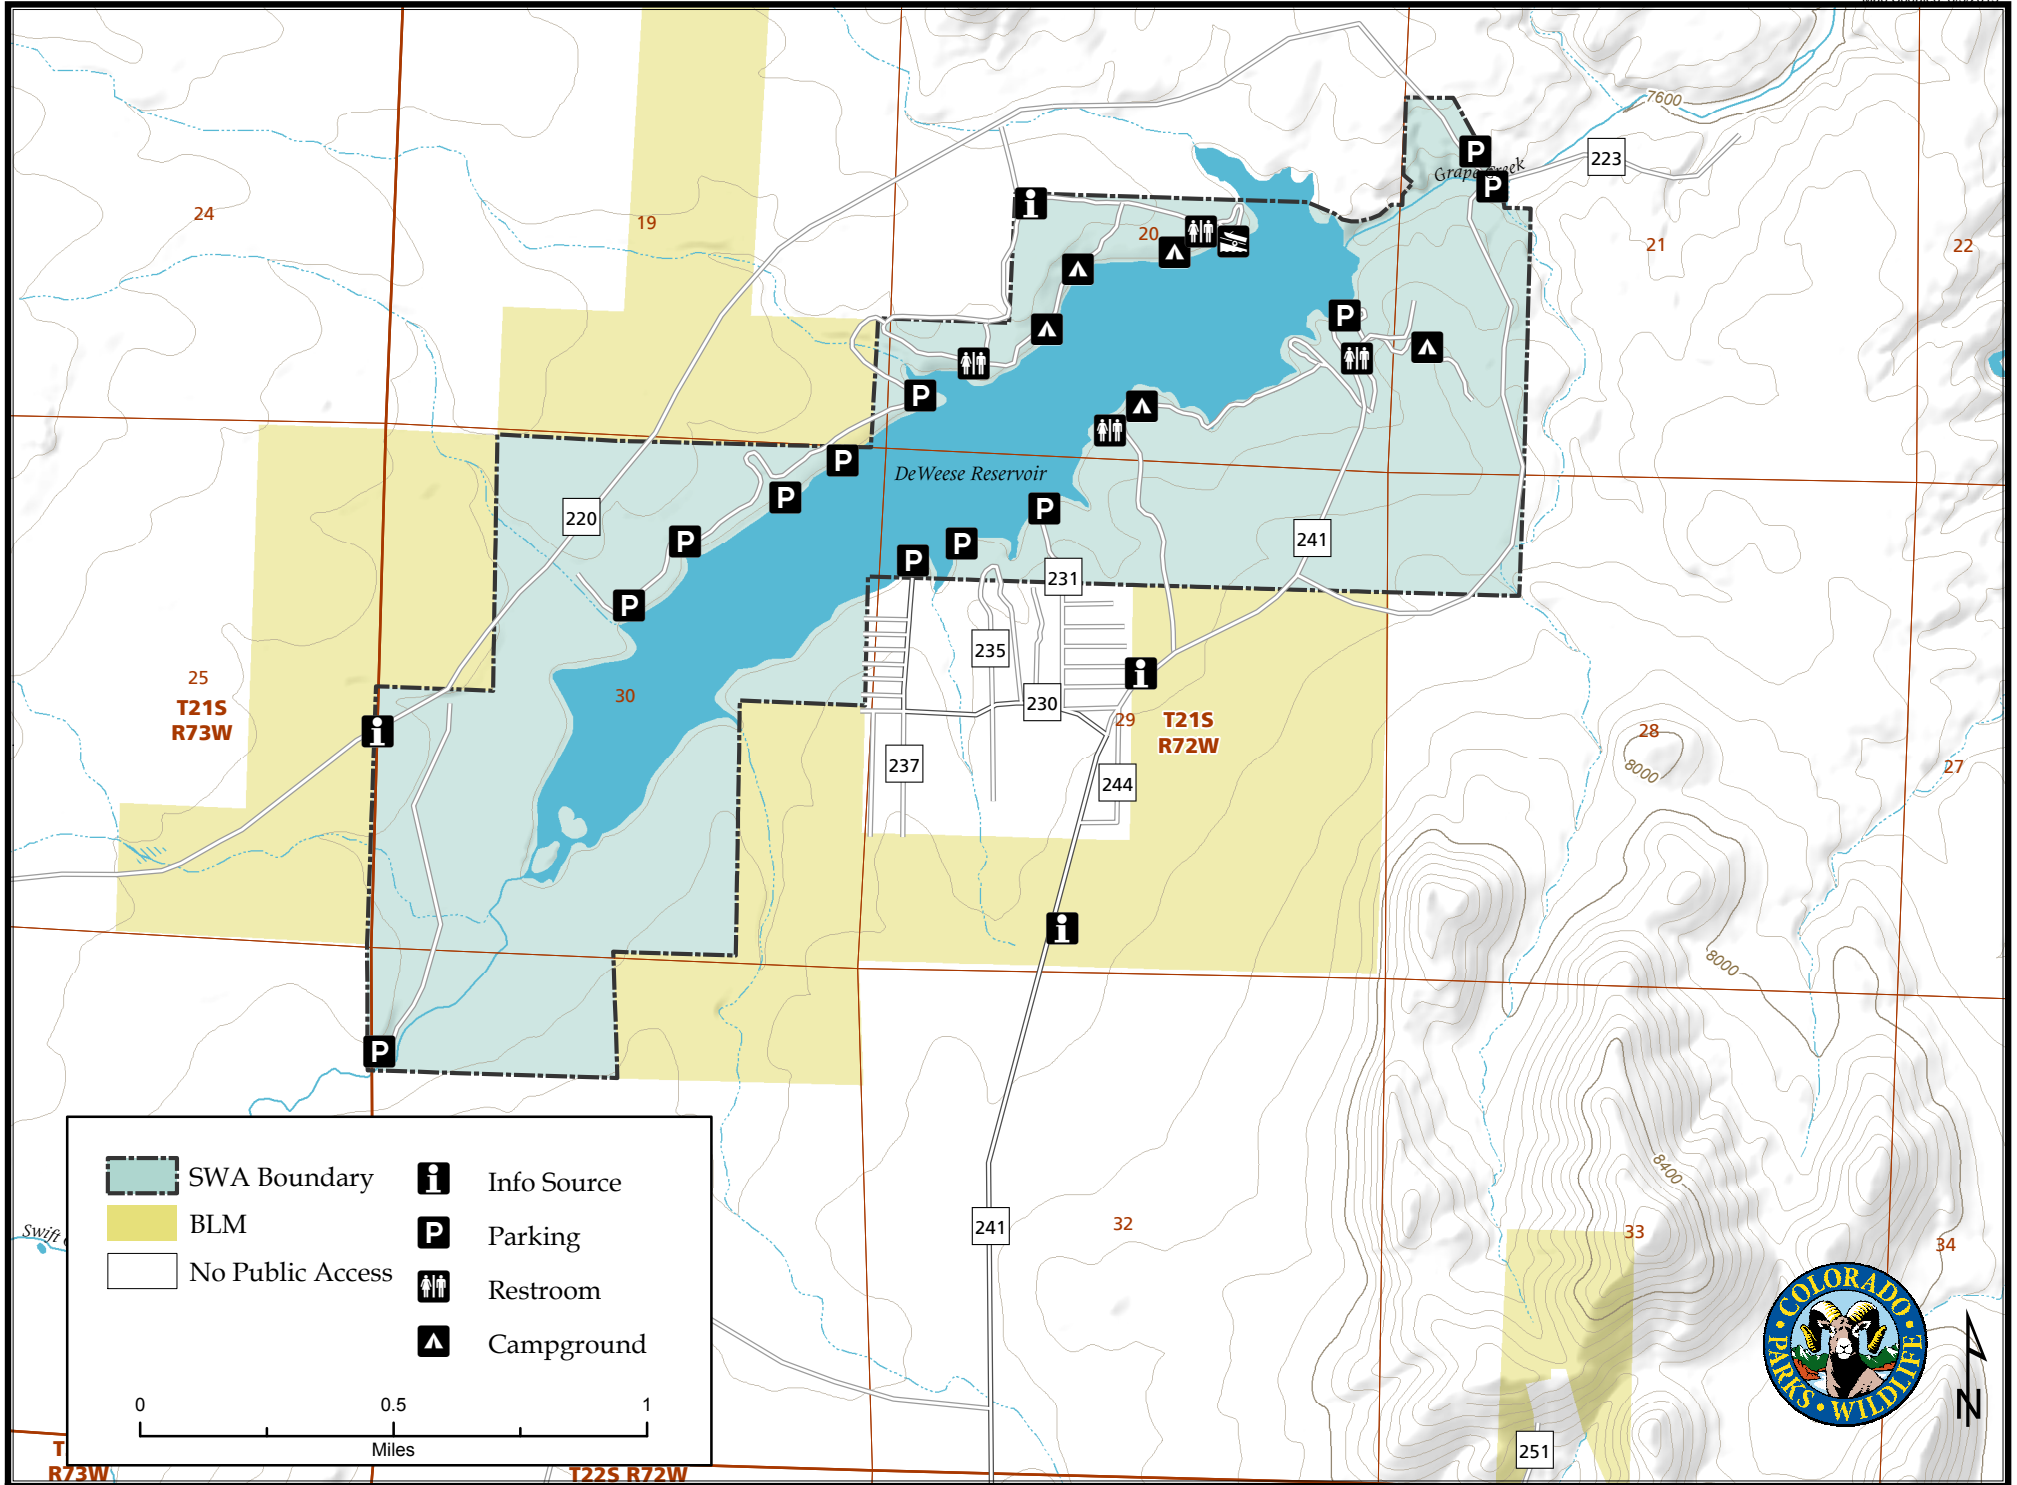 7600
Grape Creek
223
24
19
20
21
22
DeWeese Reservoir
220
241
231
235
25
T21S
R73W
30
230
29
T21S
R72W
28
8000
27
237
244
8000
SWA Boundary
BLM
No Public Access
Info Source
Parking
Restroom
Campground
0 0.5 1
Miles
Swift
241
32
8400
33
34
COLORADO
PARKS • WILDLIFE
N
251
R73W
T22S R72W